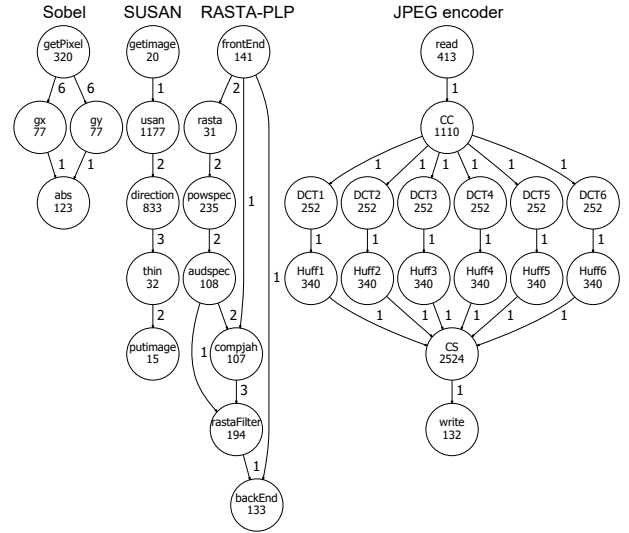 Sobel SUSAN RASTA-PLP JPEG encoder
getPixel
320
6 6
gx
77
gy
77
1 1
abs
123
getimage
20
1
usan
1177
2
direction
833
3
thin
32
2
putimage
15
frontEnd
141
2
rasta
31
2
powspec
235
2
audspec
108
1
1
1
2
compjah
107
3
rastaFilter
194
1
backEnd
133
read
413
1
CC
1110
1 1 1 1 1 1
DCT1
252
DCT2
252
DCT3
252
DCT4
252
DCT5
252
DCT6
252
1 1 1 1 1 1
Huff1
340
Huff2
340
Huff3
340
Huff4
340
Huff5
340
Huff6
340
1 1 1 1 1 1
CS
2524
1
write
132